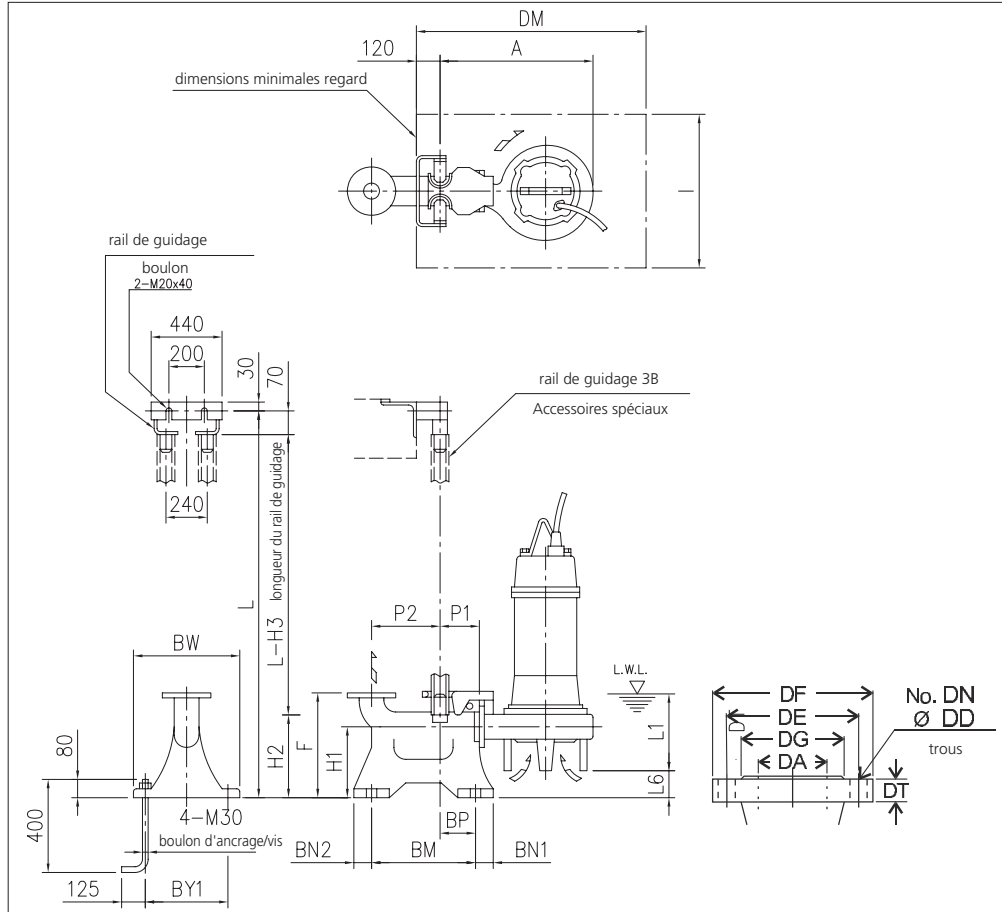 DM
120
A
dimensions minimales regard
I
rail de guidage
boulon
2-M20x40
440
200
30
70
rail de guidage 3B
Accessoires spéciaux
240
L
L-H3 longueur du rail de guidage
BW
P2
P1
L.W.L.
80
H2
F
H1
L1
L6
400
4-M30
boulon d'ancrage/vis
BP
BN2
BM
BN1
125
BY1
DF
DE
DG
DA
No. DN
Ø DD
trous
DT